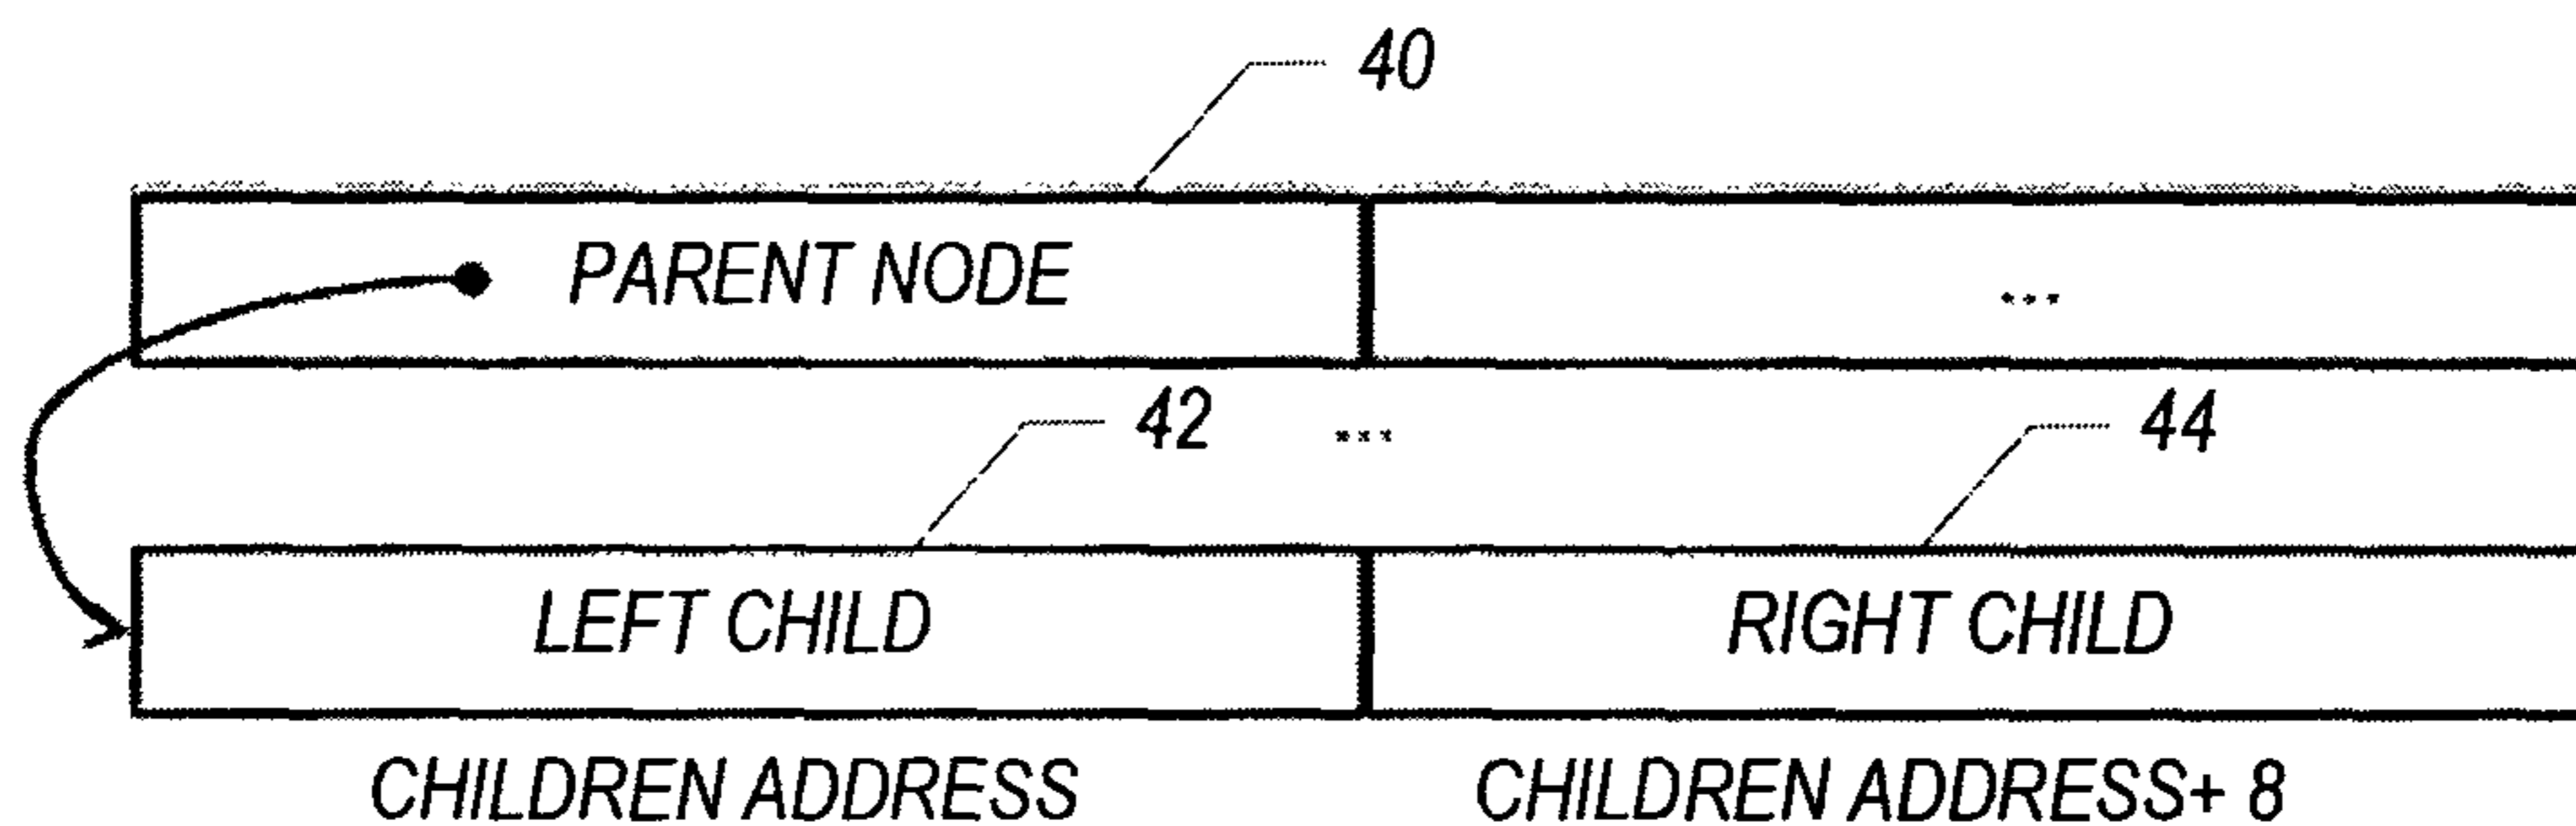 40
PARENT NODE
...
42
...
44
LEFT CHILD
RIGHT CHILD
CHILDREN ADDRESS
CHILDREN ADDRESS+ 8